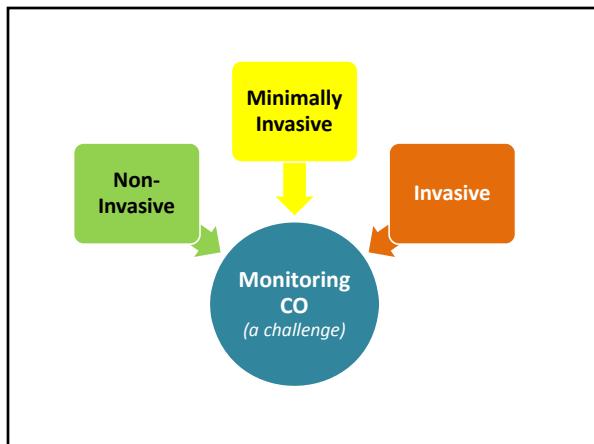 Minimally
Invasive
Non-
Invasive
Invasive
Monitoring
CO
(a challenge)